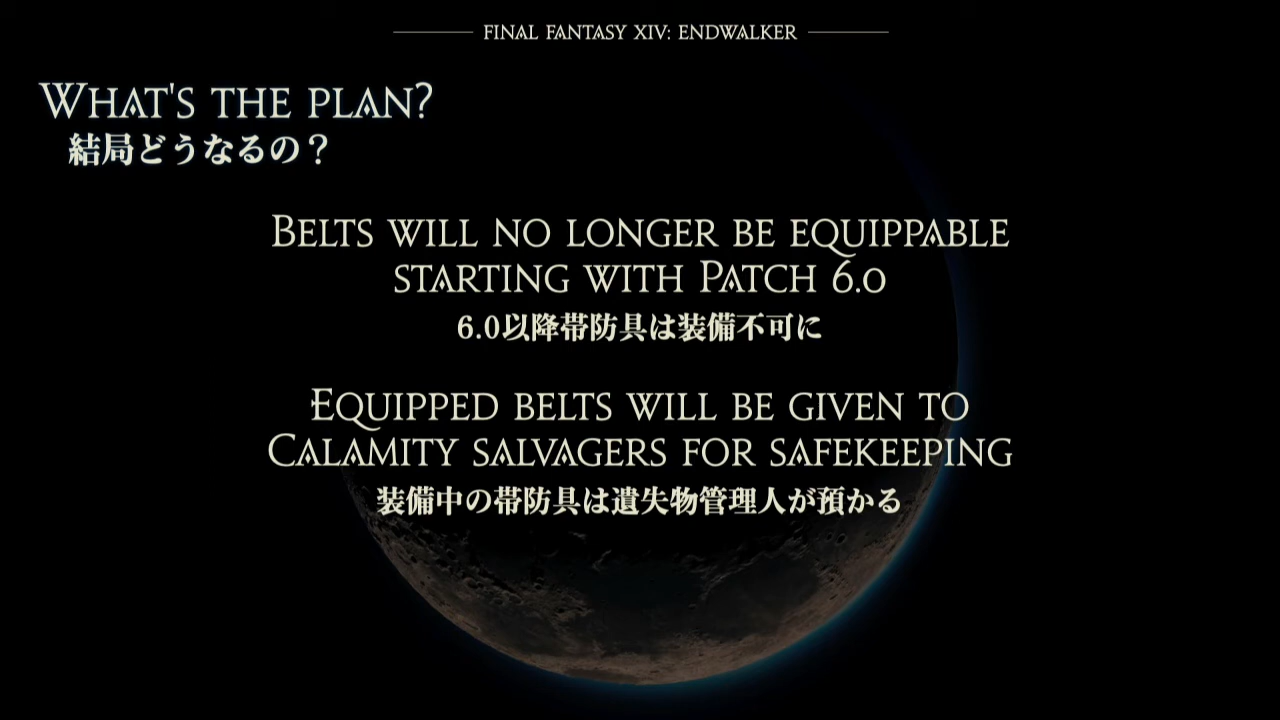 FINAL FANTASY XIV: ENDWALKER
WHAT'S THE PLAN?
結局どうなるの？
BELTS WILL NO LONGER BE EQUIPPABLE
STARTING WITH PATCH 6.0
6.0以降帯防具は装備不可に
EQUIPPED BELTS WILL BE GIVEN TO
CALAMITY SALVAGERS FOR SAFEKEEPING
装備中の帯防具は遺失物管理人が預かる